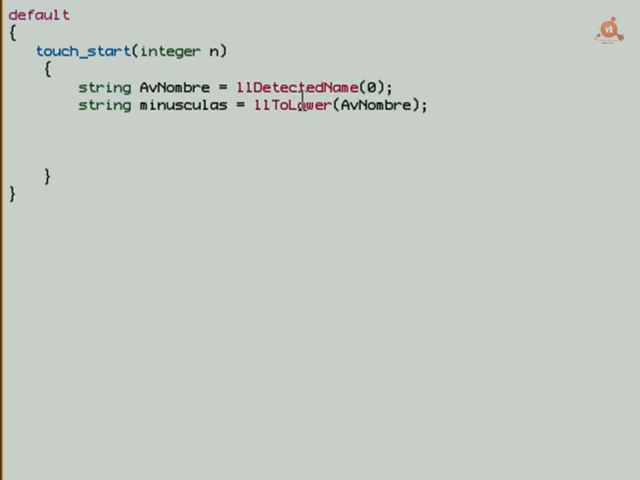 default
{
touch_start(integer n)
{
string AvNombre = llDetectedName(0);
string minusculas = llToLower(AvNombre);
}
}